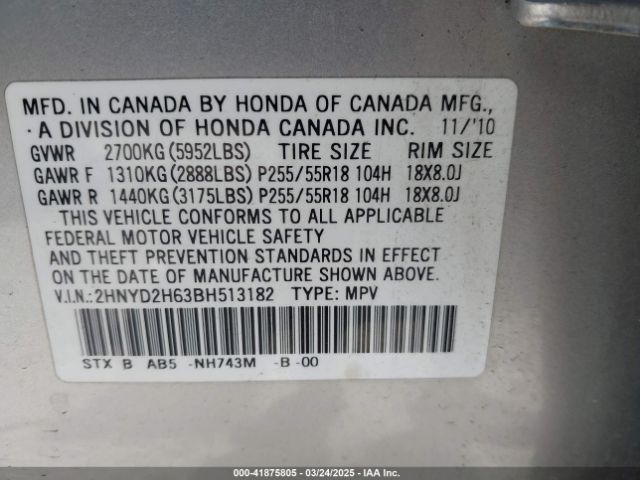 MFD. IN CANADA BY HONDA OF CANADA MFG.,
A DIVISION OF HONDA CANADA INC. 11/'10
GVWR 2700KG(5952LBS) TIRE SIZE RIM SIZE
GAWR F 1310KG(2888LBS) P255/55R18 104H 18X8.0J
GAWR R 1440KG(3175LBS) P255/55R18 104H 18X8.0J
THIS VEHICLE CONFORMS TO ALL APPLICABLE
FEDERAL MOTOR VEHICLE SAFETY
AND THEFT PREVENTION STANDARDS IN EFFECT
ON THE DATE OF MANUFACTURE SHOWN ABOVE.
V.I.N.:2HNYD2H63BH513182 TYPE: MPV
STX B AB5 -NH743M -B -00
000-41875805 - 03/24/2025 - IAA Inc.